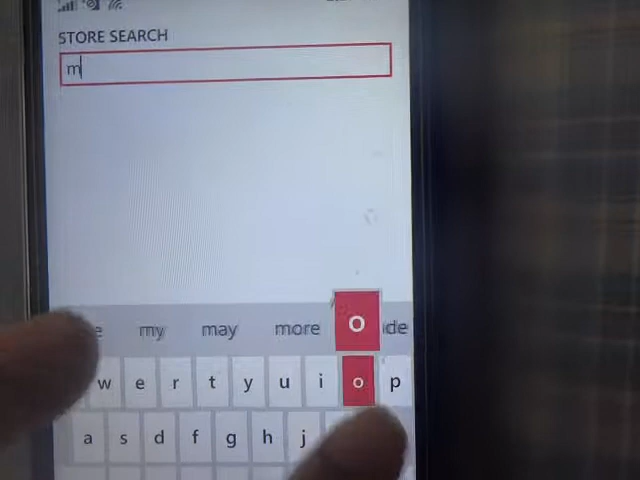 STORE SEARCH
m
my may more
O
w e r t y u i o p
a s d f g h j